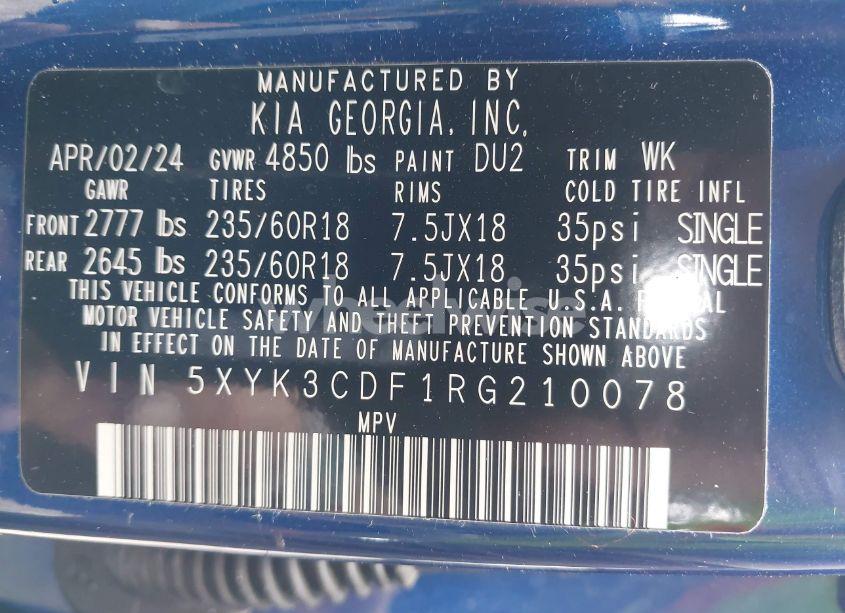 MANUFACTURED BY
KIA GEORGIA, INC.
APR/02/24 GVWR 4850 lbs PAINT DU2 TRIM WK
GAWR TIRES RIMS COLD TIRE INFL
FRONT 2777 lbs 235/60R18 7.5JX18 35psi SINGLE
REAR 2645 lbs 235/60R18 7.5JX18 35psi SINGLE
THIS VEHICLE CONFORMS TO ALL APPLICABLE U.S.A. FEDERAL
MOTOR VEHICLE SAFETY AND THEFT PREVENTION STANDARDS
IN EFFECT ON THE DATE OF MANUFACTURE SHOWN ABOVE
VIN 5XYK3CDF1RG210078
MPV